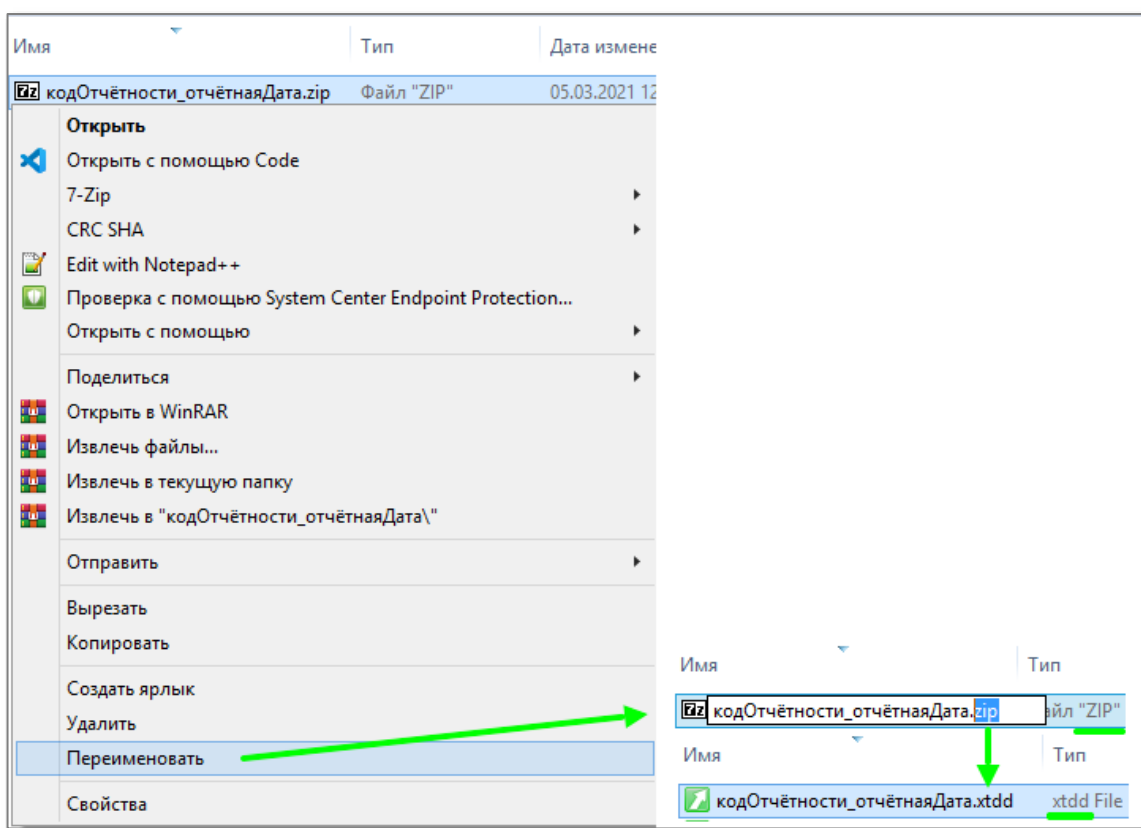 Имя Тип Дата измене
кодОтчётности_отчётнаяДата.zip Файл "ZIP" 05.03.2021 12
Открыть
Открыть с помощью Code
7-Zip
CRC SHA
Edit with Notepad++
Проверка с помощью System Center Endpoint Protection...
Открыть с помощью
Поделиться
Открыть в WinRAR
Извлечь файлы...
Извлечь в текущую папку
Извлечь в "кодОтчётности_отчётнаяДата\"
Отправить
Вырезать
Копировать
Создать ярлык
Удалить
Переименовать
Свойства
Имя Тип
7z кодОтчётности_отчётнаяДата.zip айл "ZIP"
Имя Тип
кодОтчётности_отчётнаяДата.xtdd xtdd File